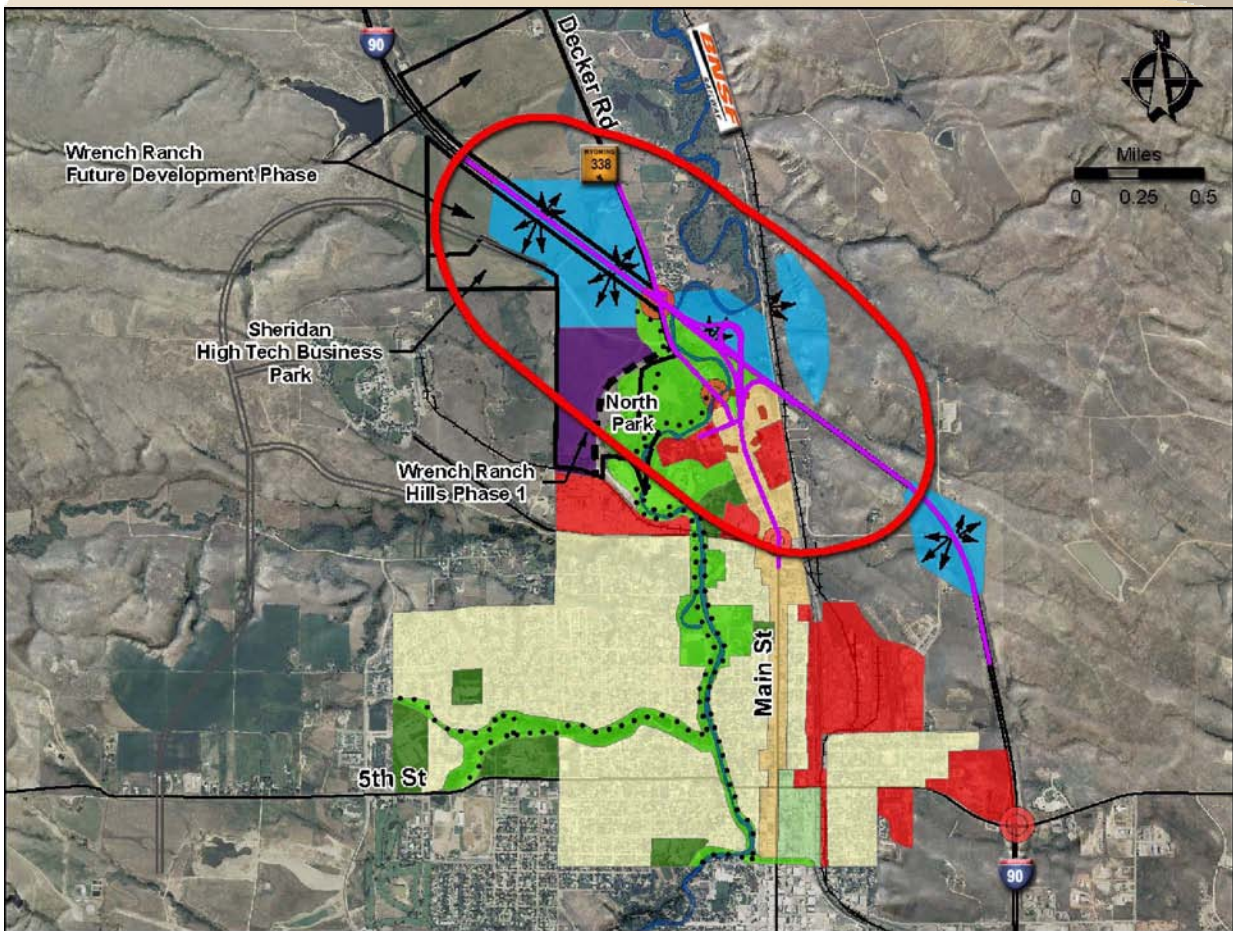 90
Decker Rd
BNSF
RAILWAY
N
Wrench Ranch
Future Development Phase
WYOMING
338
Miles
0 0.25 0.5
Sheridan
High Tech Business
Park
North
Park
Wrench Ranch
Hills Phase 1
Main St
5th St
90